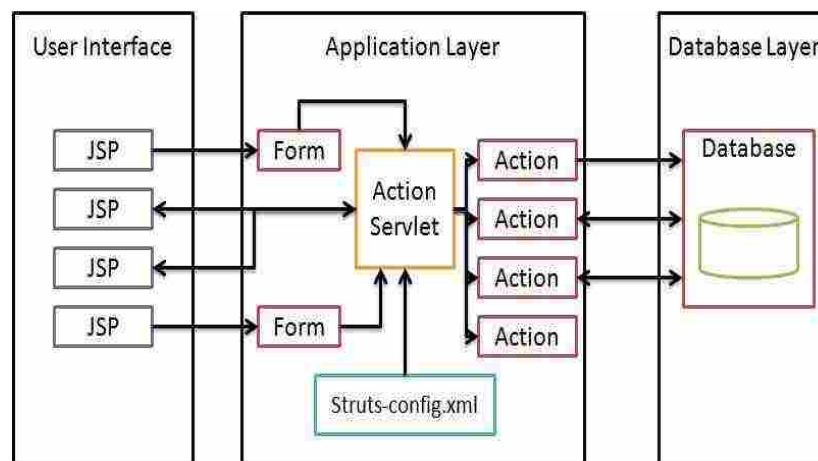 User Interface
Application Layer
Database Layer
JSP
JSP
JSP
JSP
Form
Form
Action
Servlet
Struts-config.xml
Action
Action
Action
Action
Database